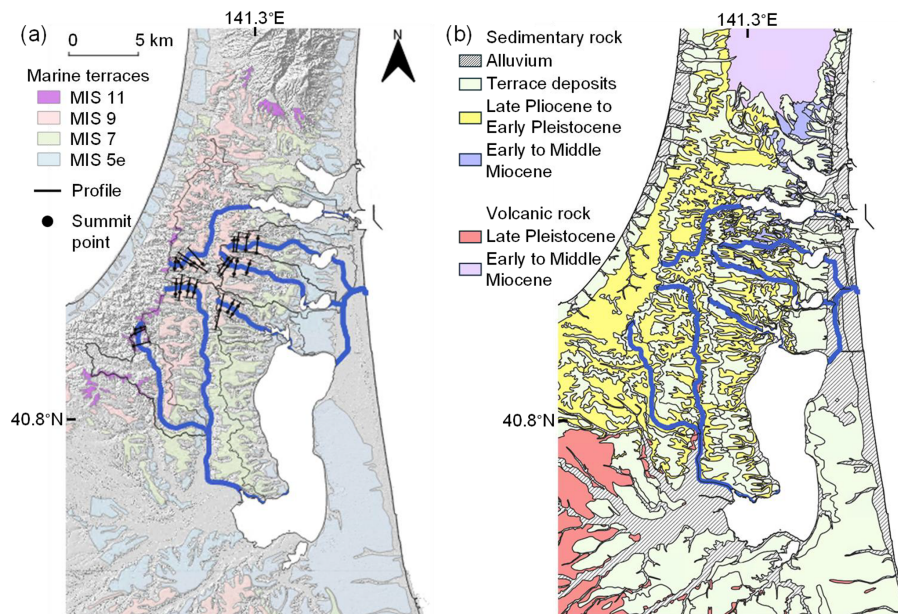 (a)
141.3°E
0
5 km
N
Marine terraces
MIS 11
MIS 9
MIS 7
MIS 5e
Profile
Summit
point
40.8°N
(b)
141.3°E
Sedimentary rock
Alluvium
Terrace deposits
Late Pliocene to
Early Pleistocene
Early to Middle
Miocene
Volcanic rock
Late Pleistocene
Early to Middle
Miocene
40.8°N